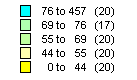 76 to 457 (20)
69 to 76 (17)
55 to 69 (20)
44 to 55 (20)
0 to 44 (20)